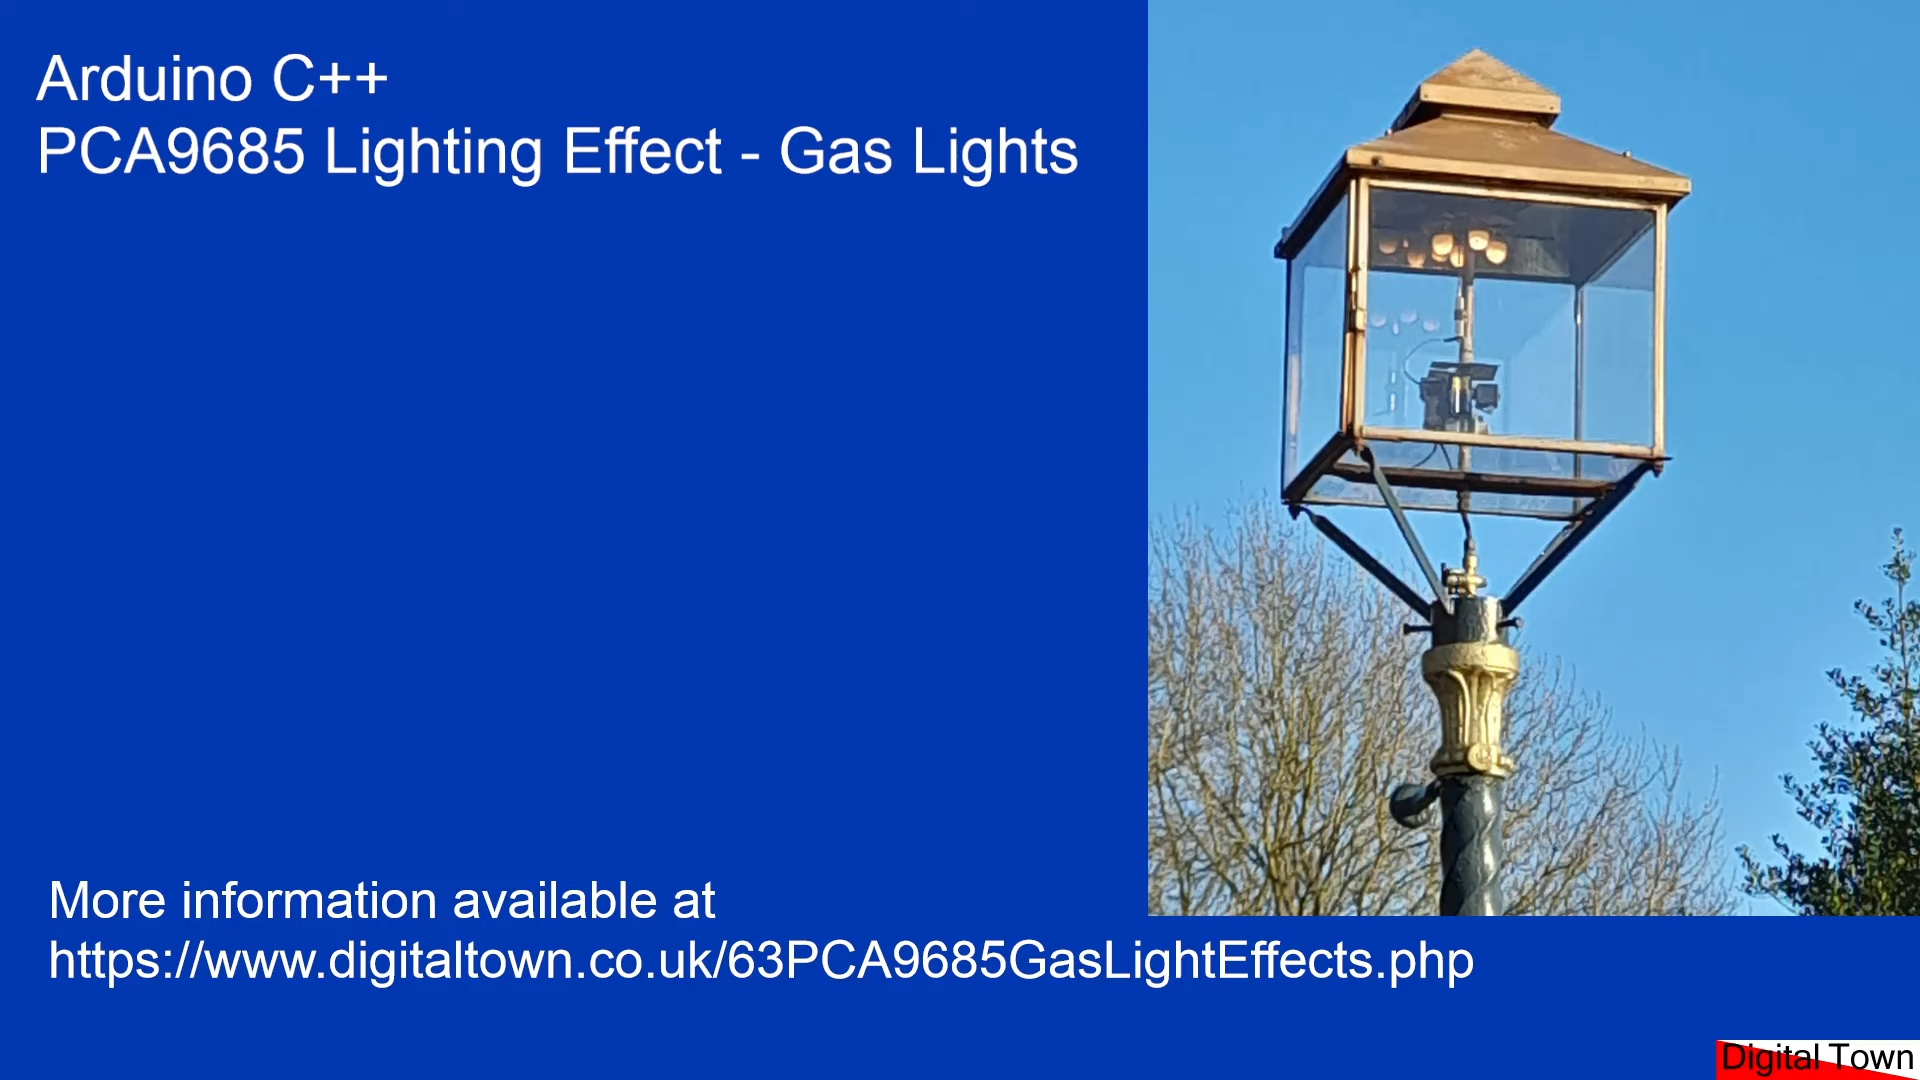 Arduino C++
PCA9685 Lighting Effect - Gas Lights
More information available at
https://www.digitaltown.co.uk/63PCA9685GasLightEffects.php
Digital Town